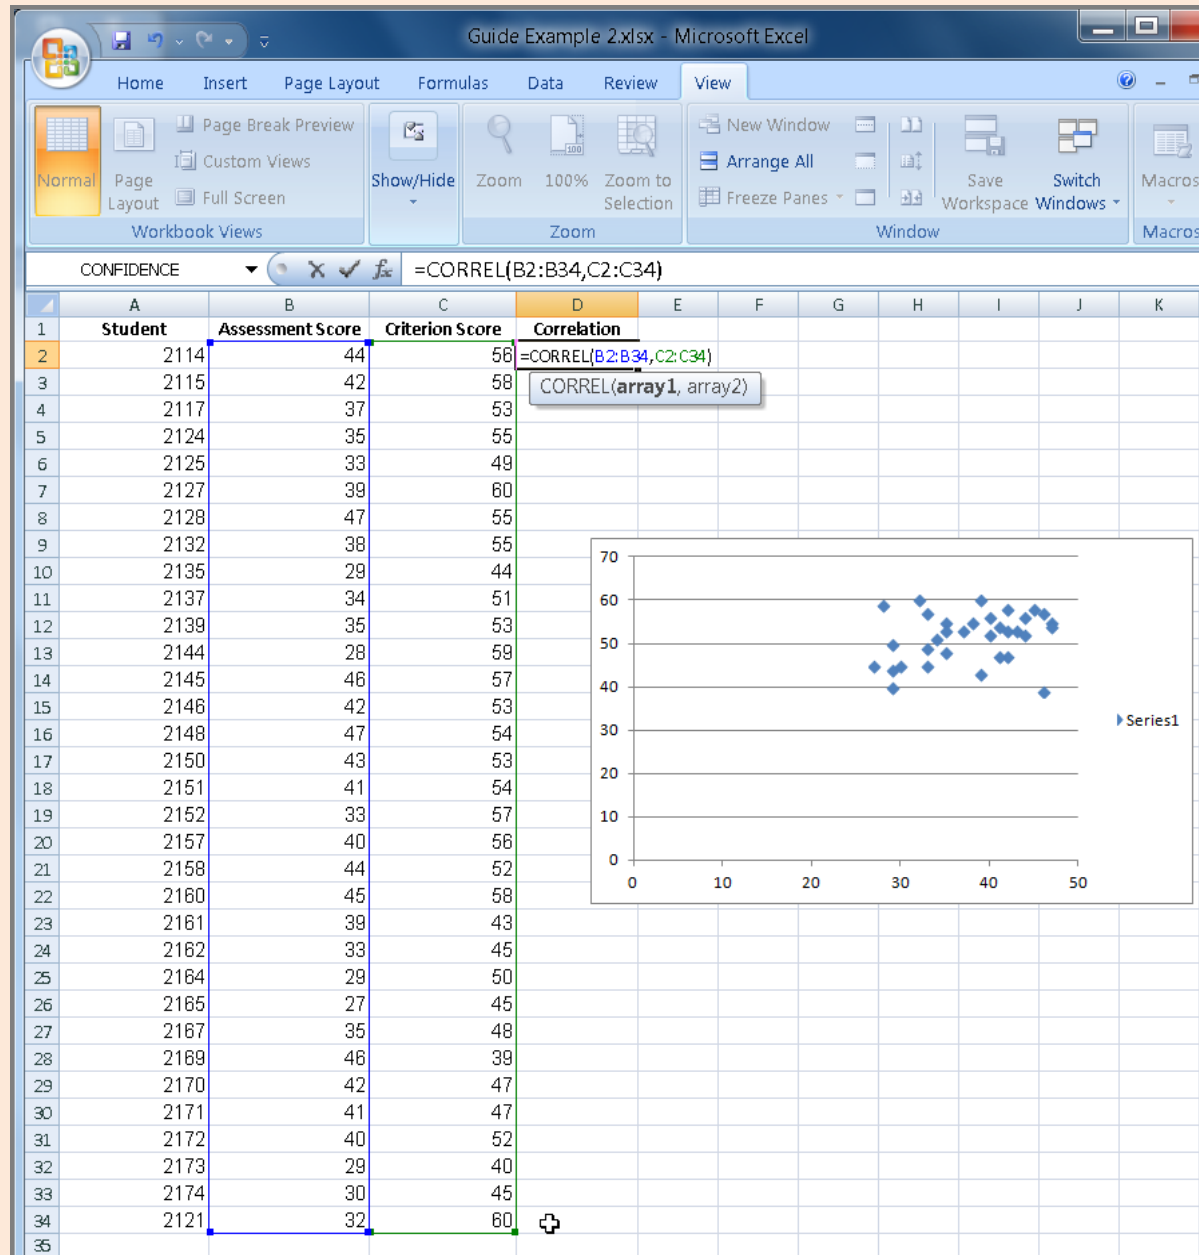 Guide Example 2.xlsx - Microsoft Excel
Home Insert Page Layout Formulas Data Review View
Normal
Page Layout
Page Break Preview
Custom Views
Full Screen
Workbook Views
Show/Hide
Zoom
100%
Zoom to Selection
Zoom
New Window
Arrange All
Freeze Panes
Save Workspace
Switch Windows
Window
Macros
Macros
CONFIDENCE =CORREL(B2:B34,C2:C34)
A B C D E F G H I J K
1 Student Assessment Score Criterion Score Correlation
2 2114 44 56 =CORREL(B2:B34,C2:C34)
3 2115 42 58 CORREL(array1, array2)
4 2117 37 53
5 2124 35 55
6 2125 33 49
7 2127 39 60
8 2128 47 55
9 2132 38 55
10 2135 29 44
11 2137 34 51
12 2139 35 53
13 2144 28 59
14 2145 46 57
15 2146 42 53
16 2148 47 54
17 2150 43 53
18 2151 41 54
19 2152 33 57
20 2157 40 56
21 2158 44 52
22 2160 45 58
23 2161 39 43
24 2162 33 45
25 2164 29 50
26 2165 27 45
27 2167 35 48
28 2169 46 39
29 2170 42 47
30 2171 41 47
31 2172 40 52
32 2173 29 40
33 2174 30 45
34 2121 32 60
35
70
60
50
40
30
20
10
0
0 10 20 30 40 50
Series1